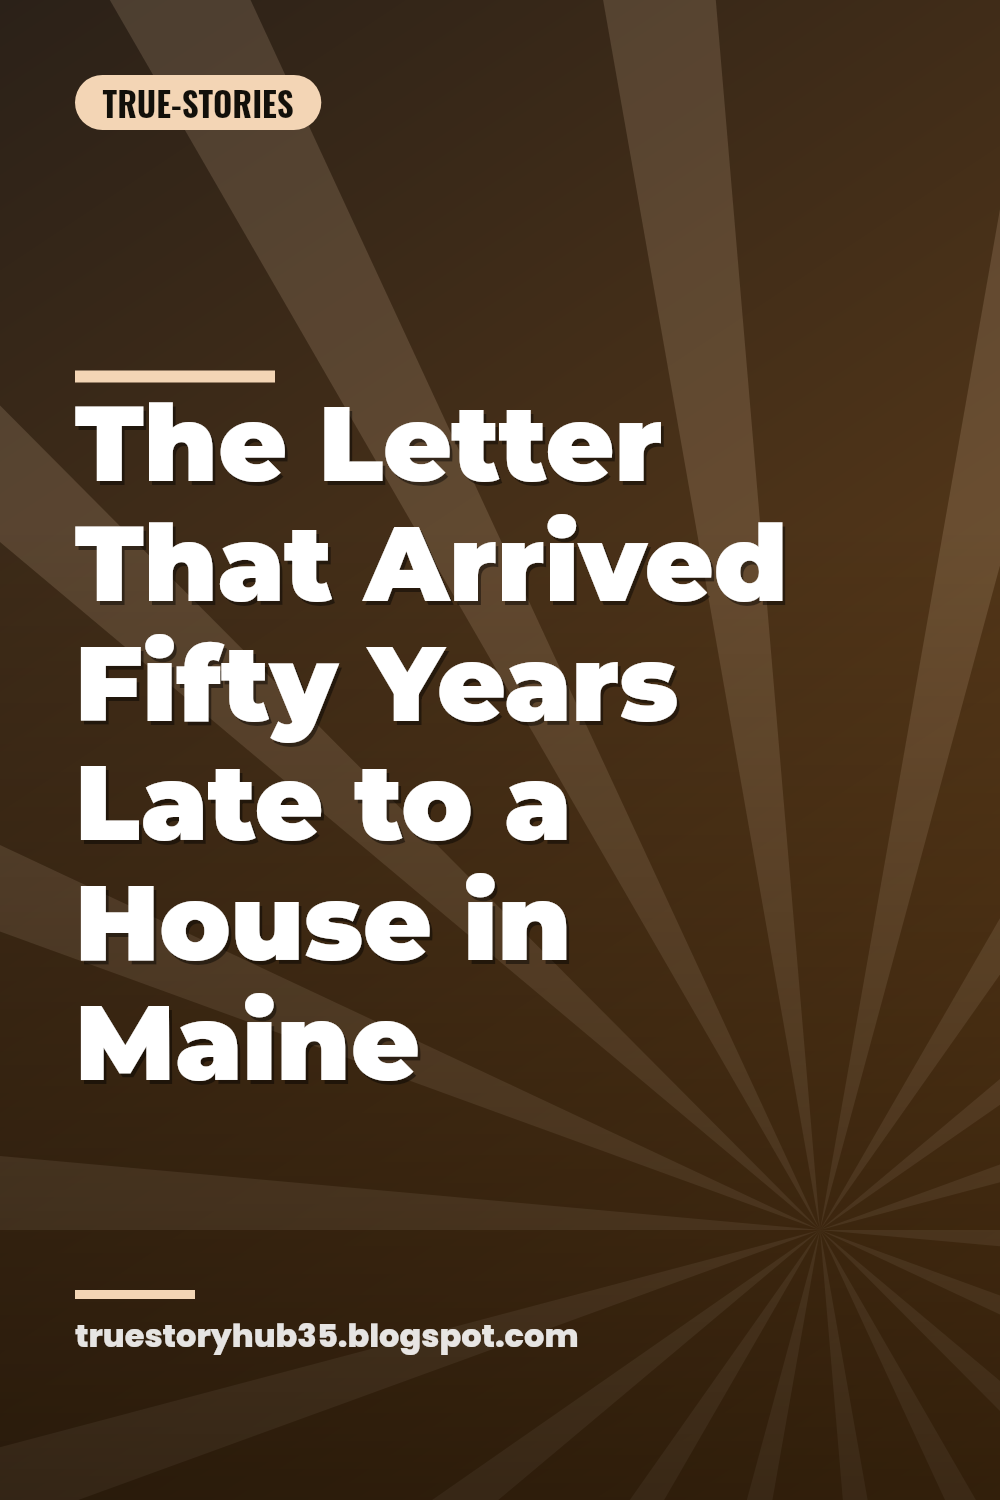 TRUE-STORIES
The Letter
That Arrived
Fifty Years
Late to a
House in
Maine
truestoryhub35.blogspot.com